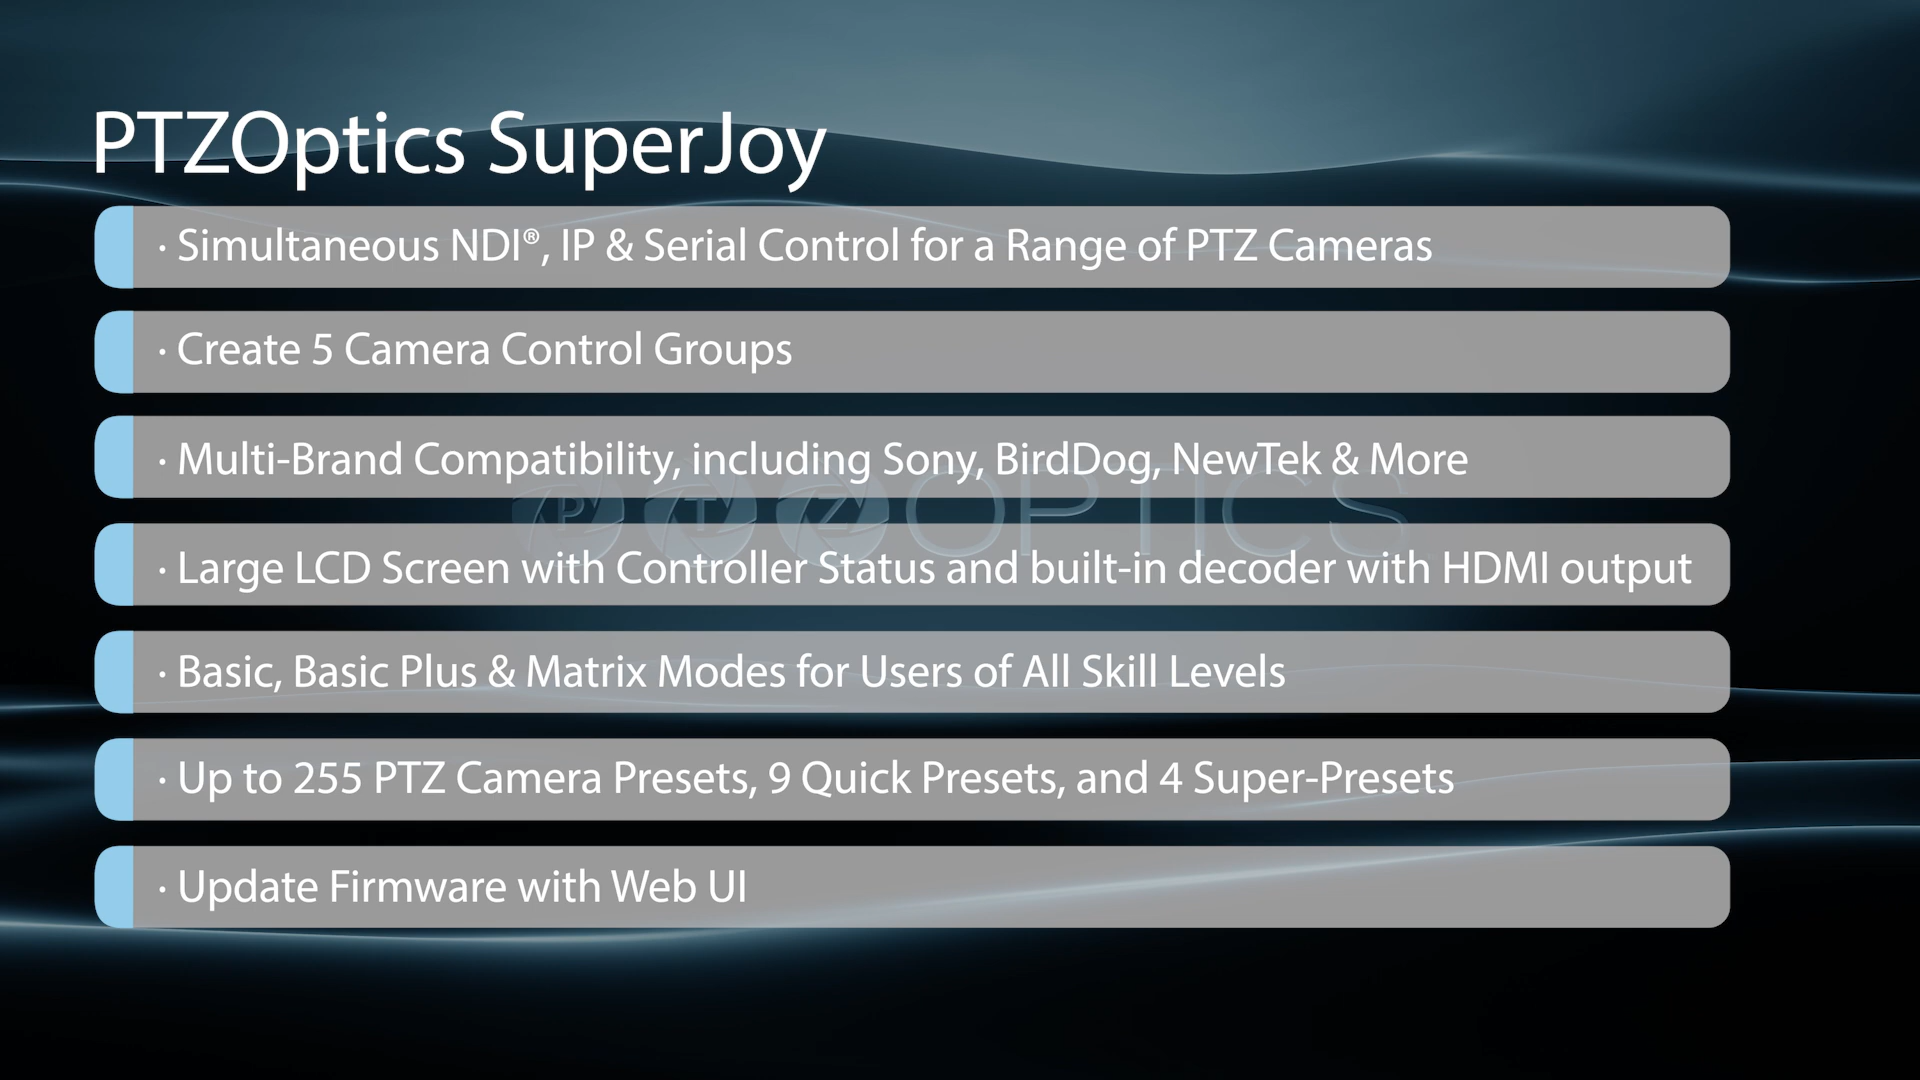 PTZOptics SuperJoy
· Simultaneous NDI®, IP & Serial Control for a Range of PTZ Cameras
· Create 5 Camera Control Groups
· Multi-Brand Compatibility, including Sony, BirdDog, NewTek & More
PTZOPTICS
· Large LCD Screen with Controller Status and built-in decoder with HDMI output
· Basic, Basic Plus & Matrix Modes for Users of All Skill Levels
· Up to 255 PTZ Camera Presets, 9 Quick Presets, and 4 Super-Presets
· Update Firmware with Web UI